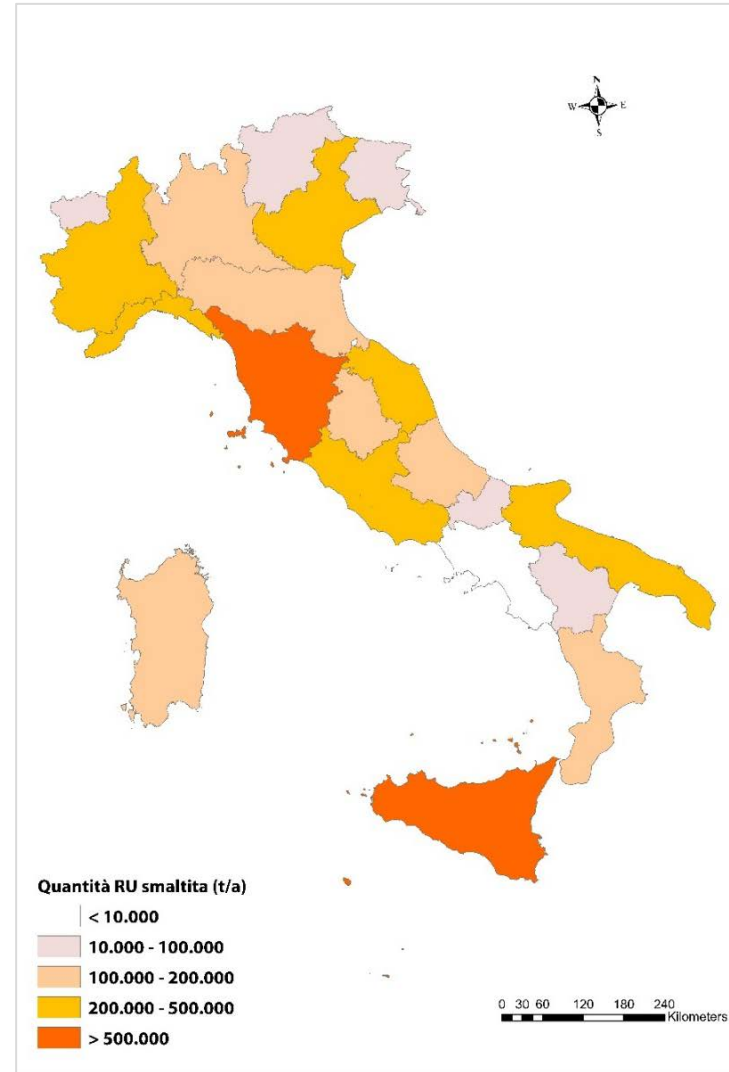 N
W E
S
Quantità RU smaltita (t/a)
< 10.000
10.000 - 100.000
100.000 - 200.000
200.000 - 500.000
> 500.000
0 30 60 120 180 240
Kilometers